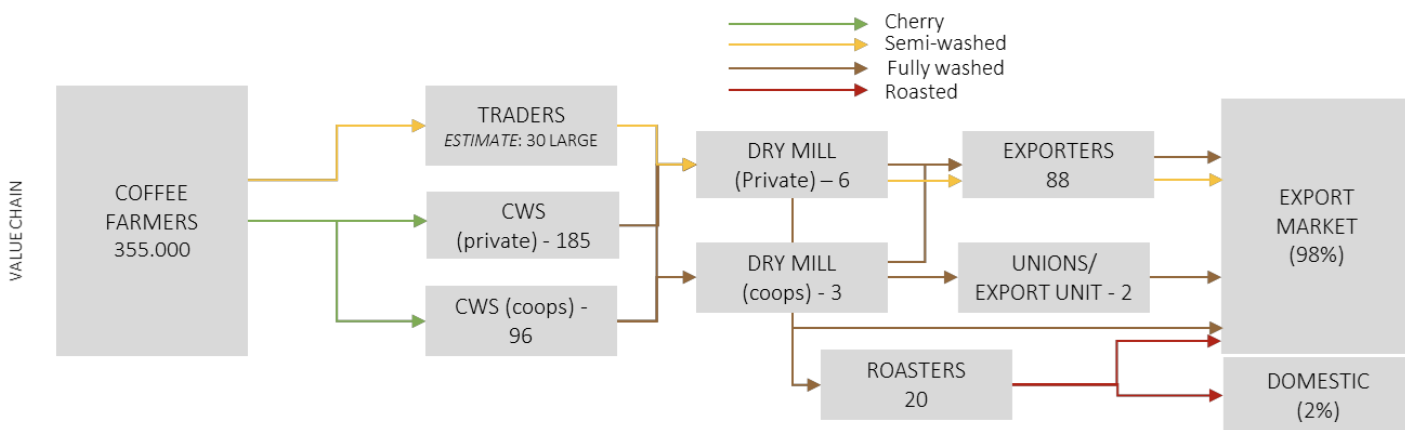 Cherry
Semi-washed
Fully washed
Roasted
VALUE CHAIN
COFFEE
FARMERS
355.000
TRADERS
ESTIMATE: 30 LARGE
CWS
(private) - 185
CWS (coops) -
96
DRY MILL
(Private) – 6
DRY MILL
(coops) - 3
EXPORTERS
88
UNIONS/
EXPORT UNIT - 2
ROASTERS
20
EXPORT
MARKET
(98%)
DOMESTIC
(2%)